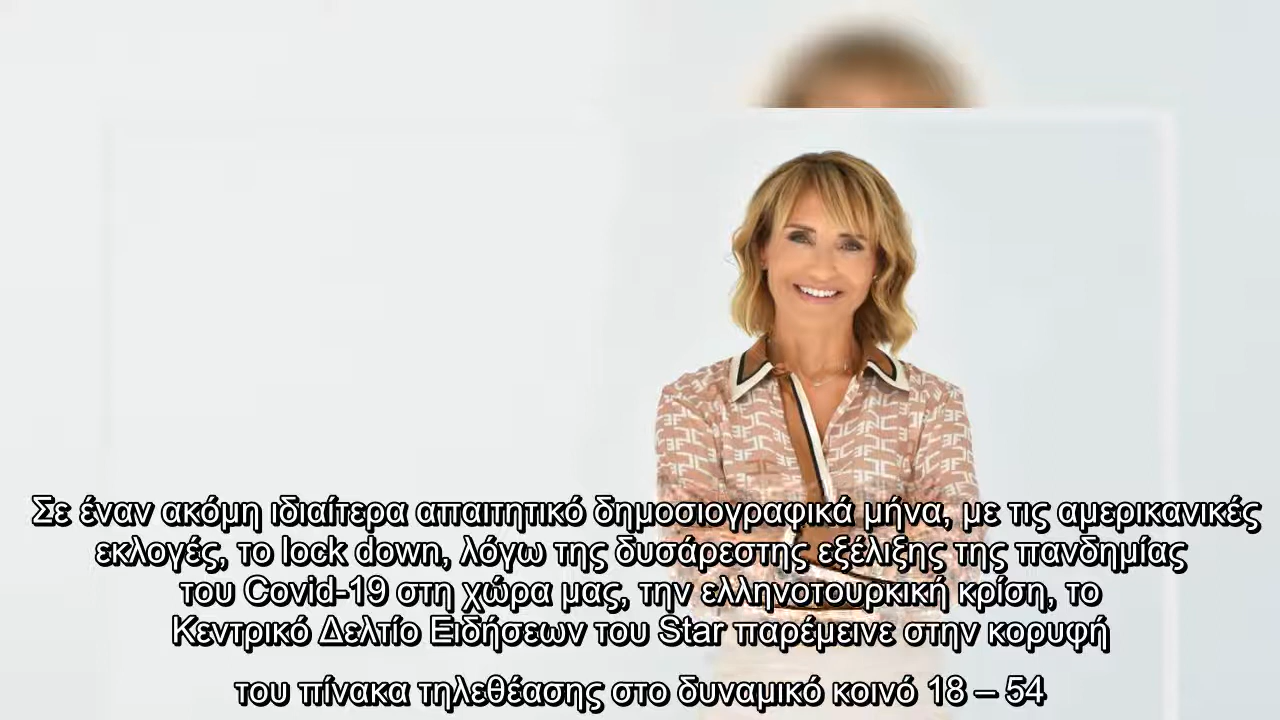 Σε έναν ακόμη ιδιαίτερα απαιτητικό δημοσιογραφικά μήνα, με τις αμερικανικές
εκλογές, το lock down, λόγω της δυσάρεστης εξέλιξης της πανδημίας
του Covid-19 στη χώρα μας, την ελληνοτουρκική κρίση, το
Κεντρικό Δελτίο Ειδήσεων του Star παρέμεινε στην κορυφή
του πίνακα τηλεθέασης στο δυναμικό κοινό 18 – 54